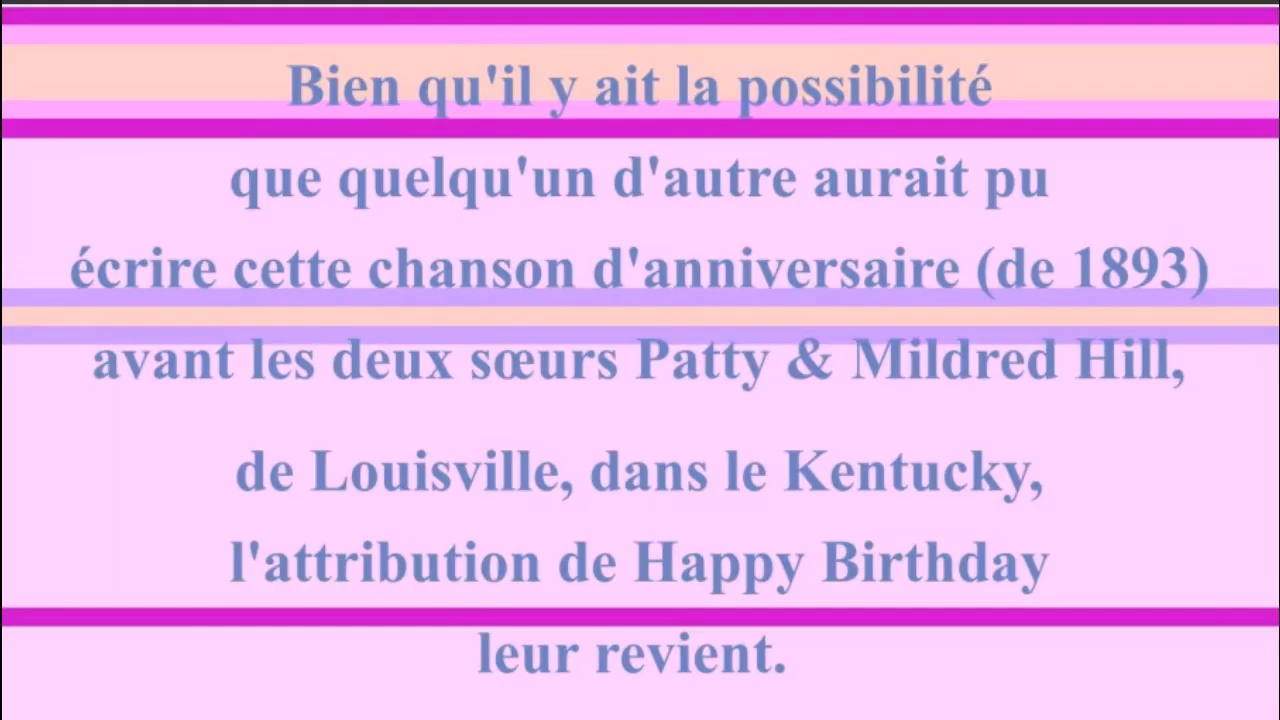 Bien qu'il y ait la possibilité
que quelqu'un d'autre aurait pu
écrire cette chanson d'anniversaire (de 1893)
avant les deux sœurs Patty & Mildred Hill,
de Louisville, dans le Kentucky,
l'attribution de Happy Birthday
leur revient.